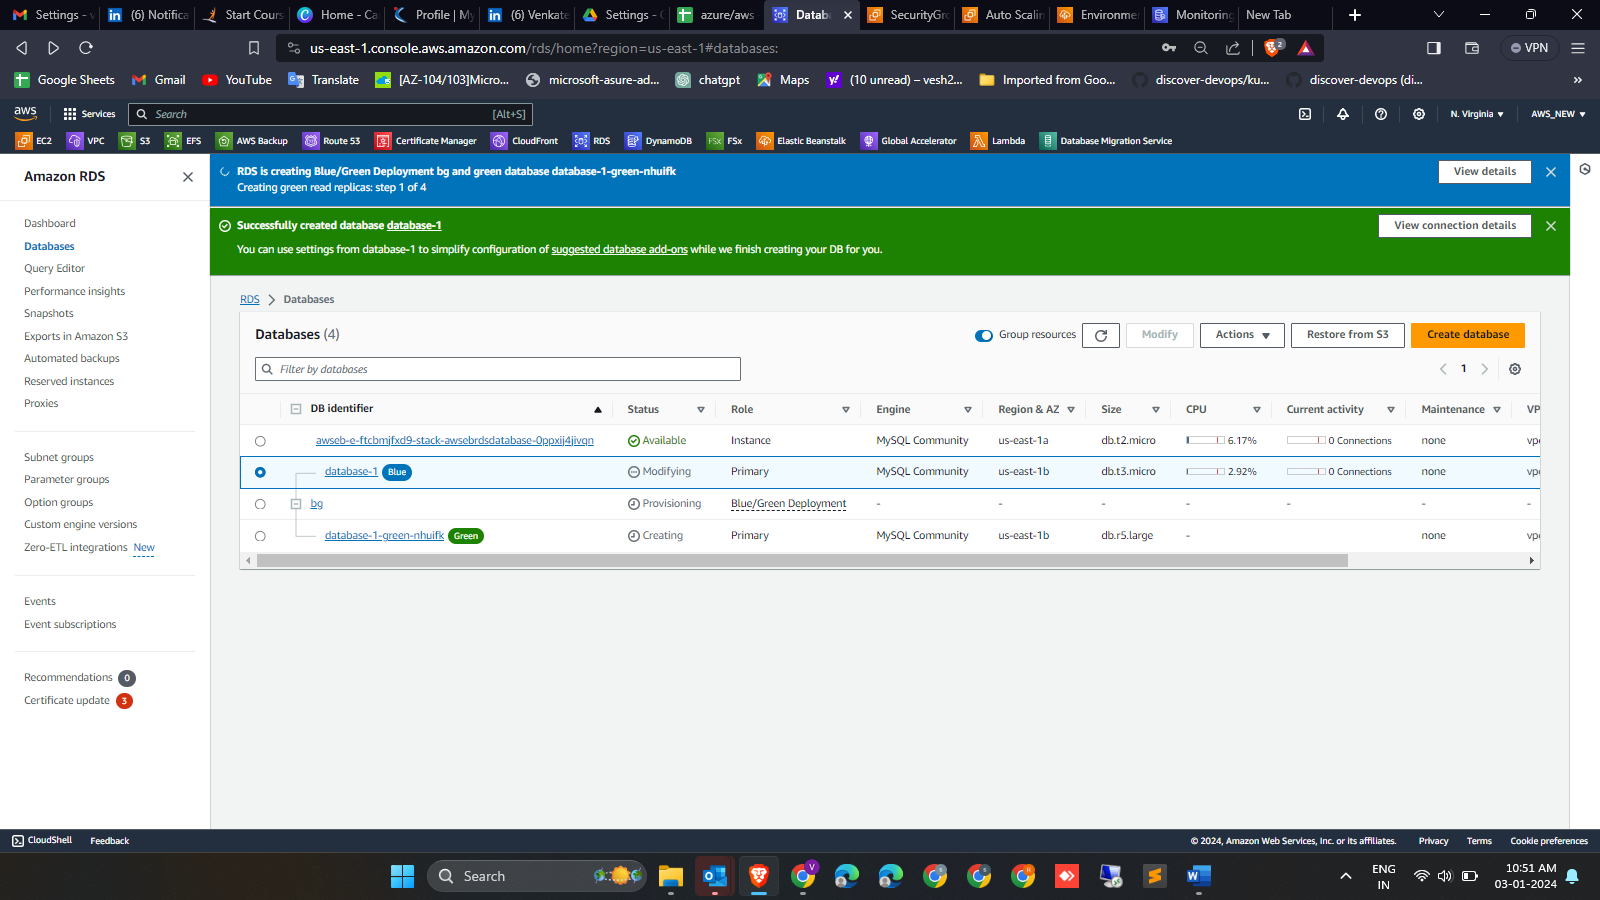 Settings - v
(6) Notifica
Start Cours
Home - Ca
Profile | My
(6) Venkate
Settings - C
azure/aws
Datab
SecurityGro
Auto Scalin
Environme
Monitoring
New Tab
us-east-1.console.aws.amazon.com/rds/home?region=us-east-1#databases:
2
VPN
Google Sheets
Gmail
YouTube
Translate
[AZ-104/103]Micro...
microsoft-asure-ad...
chatgpt
Maps
(10 unread) – vesh2...
Imported from Goo...
discover-devops/ku...
discover-devops (di...
aws
Services
Search
[Alt+S]
N. Virginia
AWS_NEW
EC2
VPC
S3
EFS
AWS Backup
Route 53
Certificate Manager
CloudFront
RDS
DynamoDB
FSx
FSx
Elastic Beanstalk
Global Accelerator
Lambda
Database Migration Service
Amazon RDS
Dashboard
Databases
Query Editor
Performance insights
Snapshots
Exports in Amazon S3
Automated backups
Reserved instances
Proxies
Subnet groups
Parameter groups
Option groups
Custom engine versions
Zero-ETL integrations New
Events
Event subscriptions
Recommendations 0
Certificate update 3
RDS is creating Blue/Green Deployment bg and green database database-1-green-nhuifk
Creating green read replicas: step 1 of 4
View details
Successfully created database database-1
You can use settings from database-1 to simplify configuration of suggested database add-ons while we finish creating your DB for you.
View connection details
RDS > Databases
Databases (4)
Group resources
Modify
Actions
Restore from S3
Create database
Filter by databases
1
DB identifier Status Role Engine Region & AZ Size CPU Current activity Maintenance VP
awseb-e-ftcbmjfxd9-stack-awsebrdsdatabase-0ppxij4jivqn Available Instance MySQL Community us-east-1a db.t2.micro 6.17% 0 Connections none vpc
database-1 Blue Modifying Primary MySQL Community us-east-1b db.t3.micro 2.92% 0 Connections none vpc
bg Provisioning Blue/Green Deployment - - - - - - -
database-1-green-nhuifk Green Creating Primary MySQL Community us-east-1b db.r5.large - none vpc
CloudShell
Feedback
© 2024, Amazon Web Services, Inc. or its affiliates.
Privacy
Terms
Cookie preferences
Search
V
ENG
IN
10:51 AM
03-01-2024